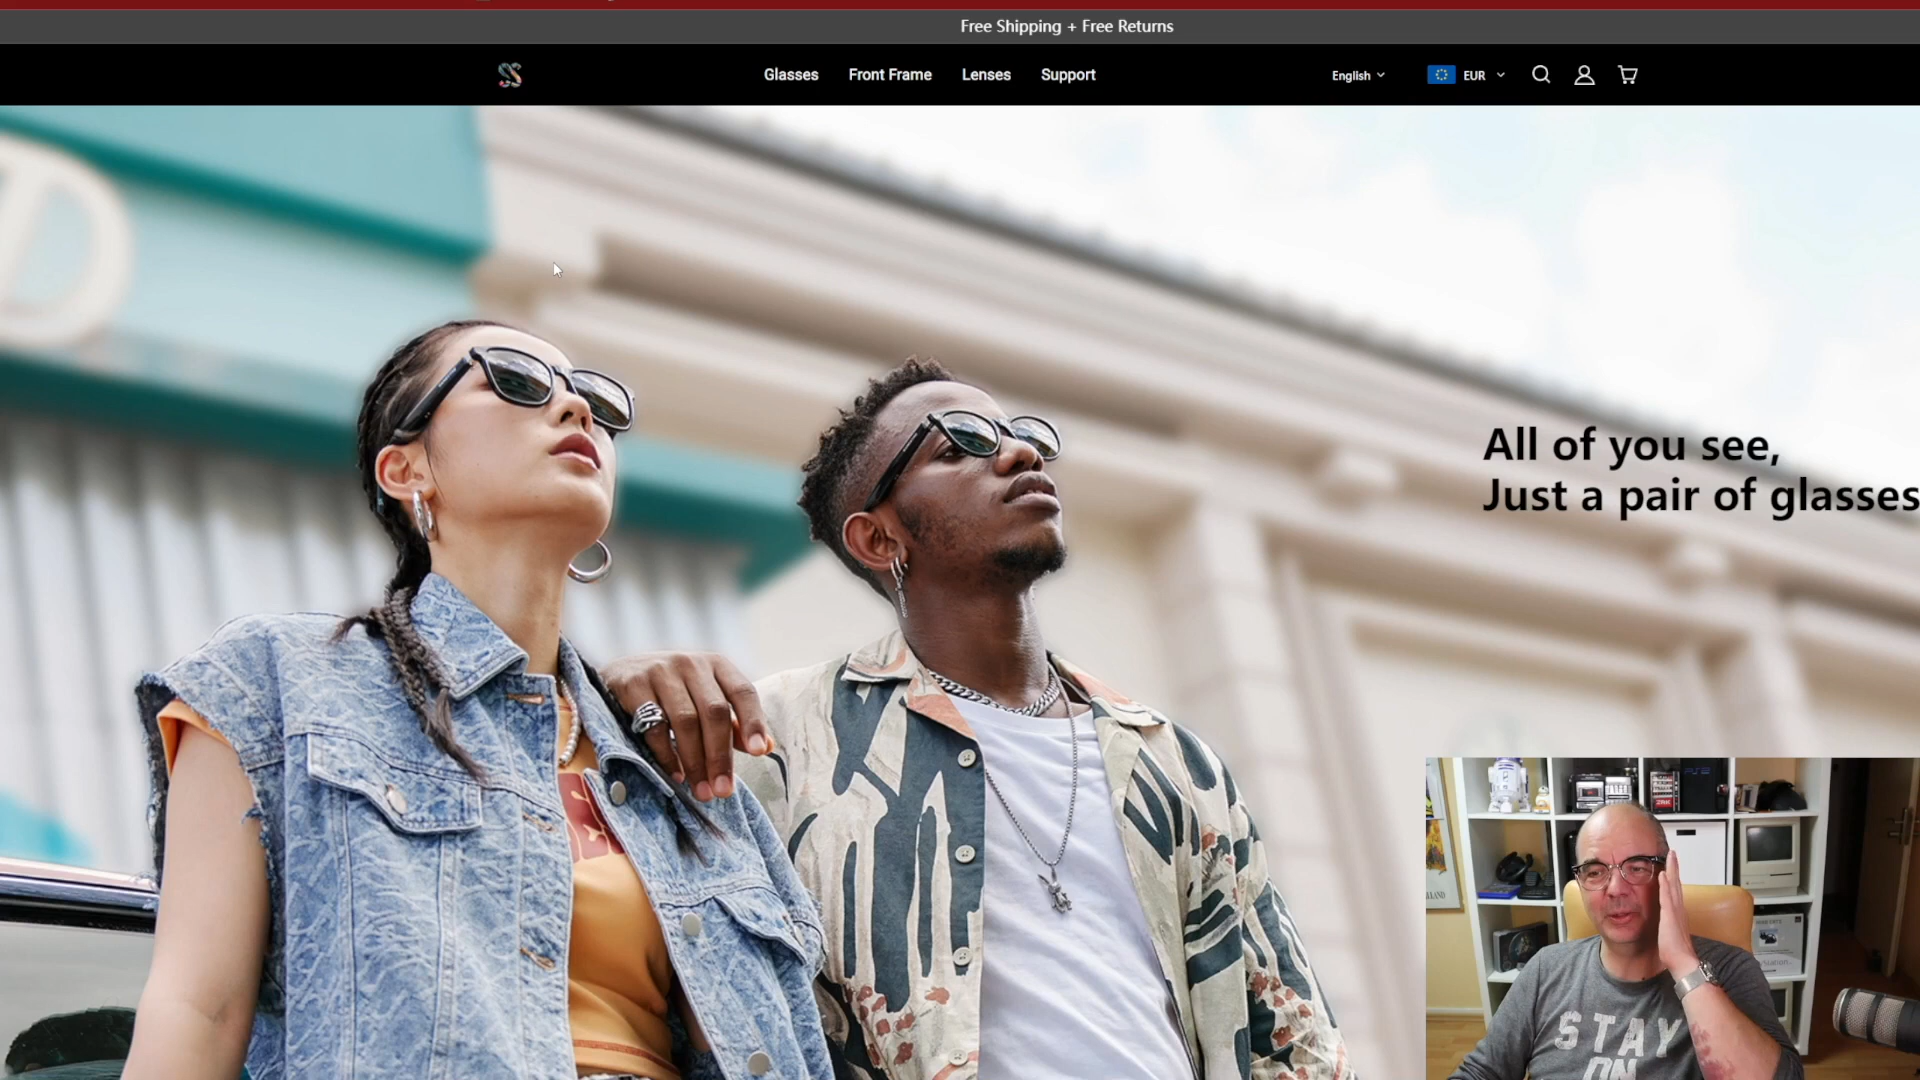 Free Shipping + Free Returns
Glasses Front Frame Lenses Support English EUR
All of you see,
Just a pair of glasses
STAY
ON